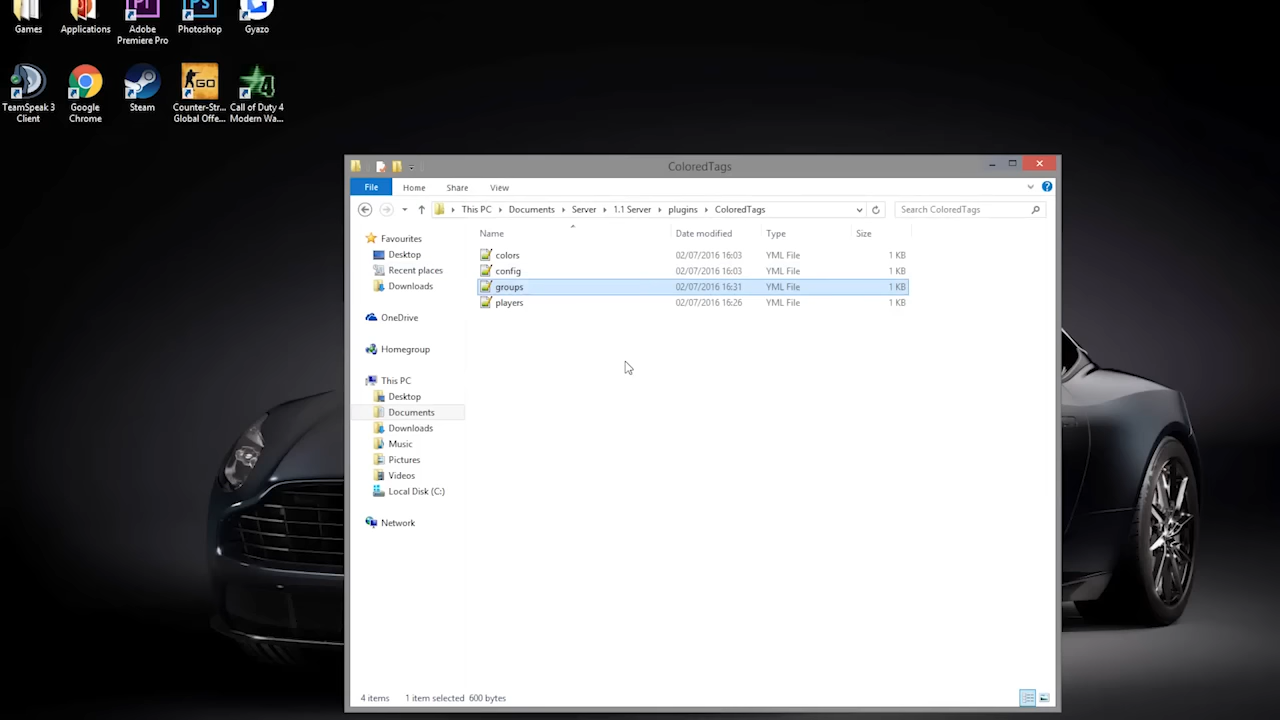 Games Applications Adobe Premiere Pro Photoshop Gyazo
TeamSpeak 3 Client Google Chrome Steam Counter-Str... Global Offe... Call of Duty 4 Modern Wa...
ColoredTags
File Home Share View
This PC Documents Server 1.1 Server plugins ColoredTags Search ColoredTags
Name Date modified Type Size
Favourites
Desktop
Recent places
Downloads
OneDrive
Homegroup
This PC
Desktop
Documents
Downloads
Music
Pictures
Videos
Local Disk (C:)
Network
colors 02/07/2016 16:03 YML File 1 KB
config 02/07/2016 16:03 YML File 1 KB
groups 02/07/2016 16:31 YML File 1 KB
players 02/07/2016 16:26 YML File 1 KB
4 items 1 item selected 600 bytes